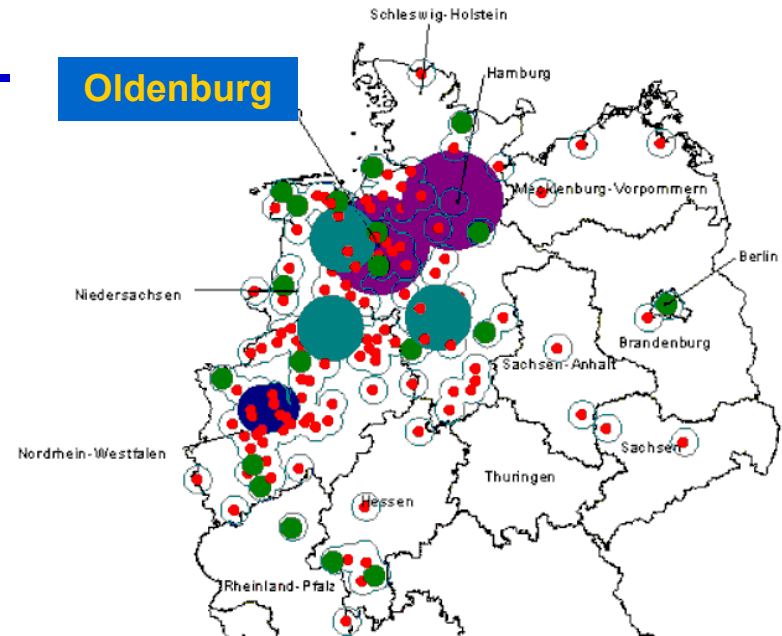 Schleswig-Holstein
Oldenburg
Hamburg
Mecklenburg-Vorpommern
Berlin
Niedersachsen
Brandenburg
Sachsen-Anhalt
Nordrhein-Westfalen
Sachsen
Thuringen
Hessen
Rheinland-Pfalz